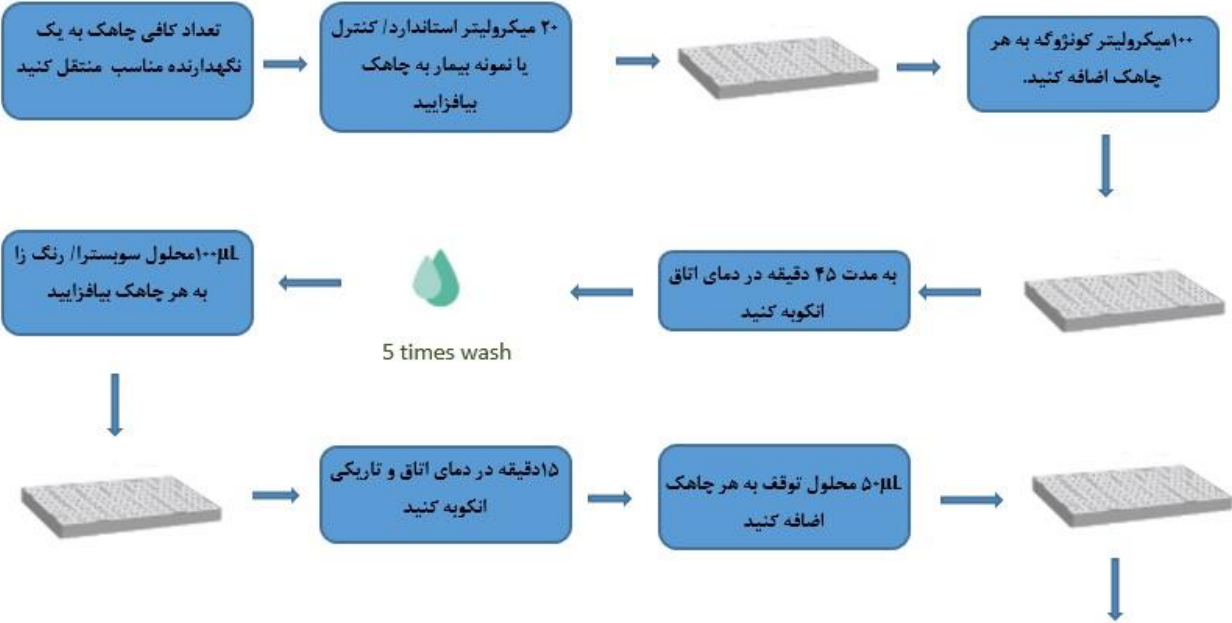 تعداد کافی چاهک به یک
نگهدارنده مناسب منتقل کنید
۲۰ میکرولیتر استاندارد/ کنترل
یا نمونه بیمار به چاهک
بیافزایید
۱۰۰میکرولیتر کونژوگه به هر
چاهک اضافه کنید.
به مدت ۴۵ دقیقه در دمای اتاق
انکوبه کنید
5 times wash
۱۰۰µL محلول سوبسترا/ رنگ زا
به هر چاهک بیافزایید
۱۵دقیقه در دمای اتاق و تاریکی
انکوبه کنید
۵۰µL محلول توقف به هر چاهک
اضافه کنید